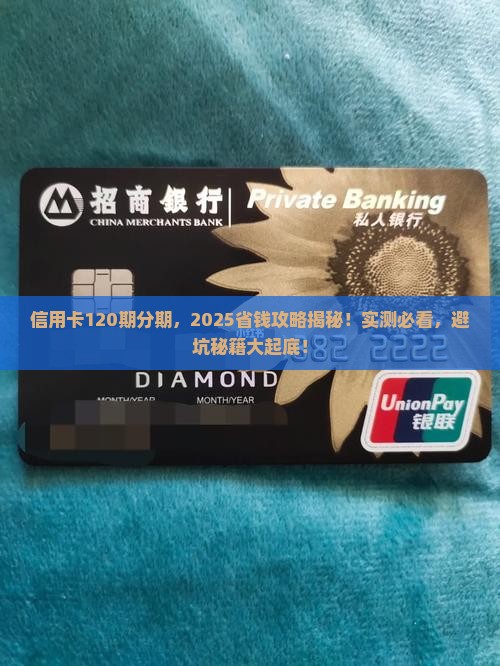 招商银行
Private Banking
CHINA MERCHANTS BANK
私人银行
信用卡120期分期，2025省钱攻略揭秘！实测必看，避
坑秘籍大起底！
2222
DIAMOND
MONTH/YEAR MONTH/YEAR
UnionPay
银联